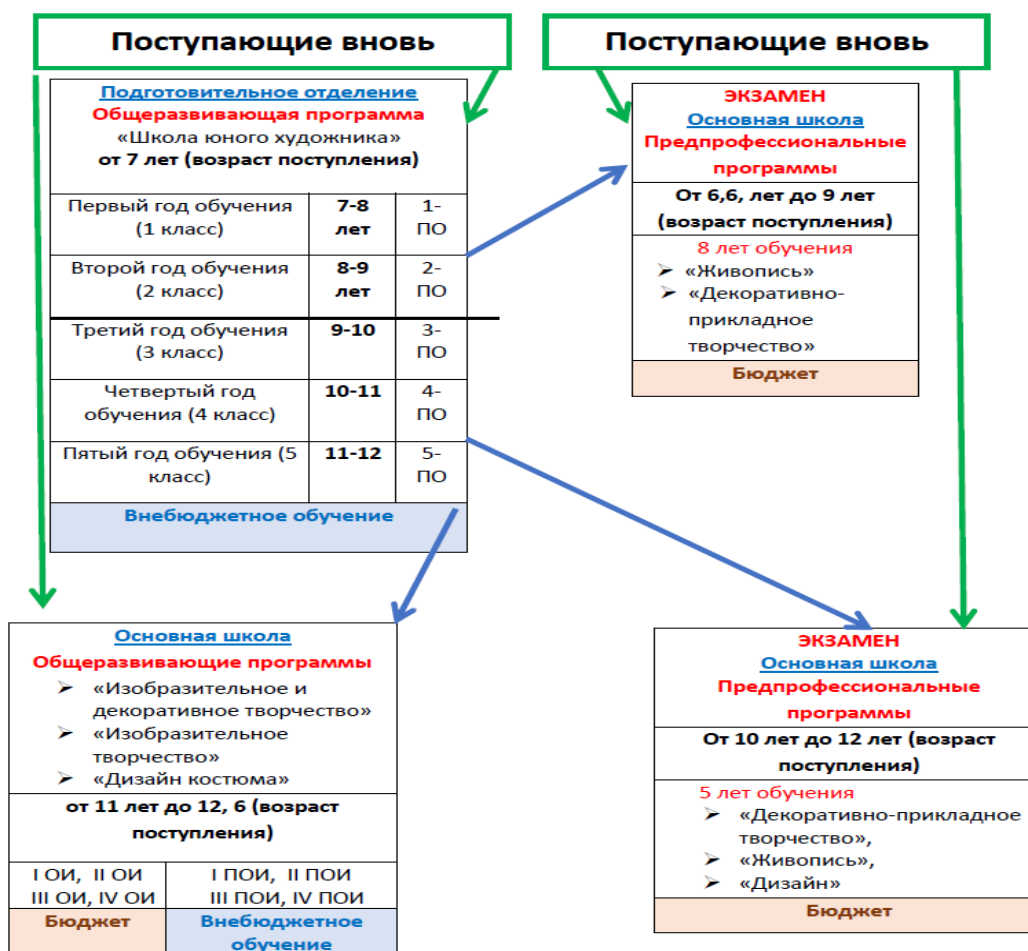 Поступающие вновь
Поступающие вновь
Подготовительное отделение
Общеразвивающая программа
«Школа юного художника»
от 7 лет (возраст поступления)
Первый год обучения
(1 класс)
7-8
лет
1-
ПО
Второй год обучения
(2 класс)
8-9
лет
2-
ПО
Третий год обучения
(3 класс)
9-10
3-
ПО
Четвертый год
обучения (4 класс)
10-11
4-
ПО
Пятый год обучения (5
класс)
11-12
5-
ПО
Внебюджетное обучение
ЭКЗАМЕН
Основная школа
Предпрофессиональные
программы
От 6,6, лет до 9 лет
(возраст поступления)
8 лет обучения
➢ «Живопись»
➢ «Декоративно-
прикладное
творчество»
Бюджет
Основная школа
Общеразвивающие программы
➢ «Изобразительное и
декоративное творчество»
➢ «Изобразительное
творчество»
➢ «Дизайн костюма»
от 11 лет до 12, 6 (возраст
поступления)
I ОИ, II ОИ
III ОИ, IV ОИ
I ПОИ, II ПОИ
III ПОИ, IV ПОИ
Бюджет
Внебюджетное
обучение
ЭКЗАМЕН
Основная школа
Предпрофессиональные
программы
От 10 лет до 12 лет (возраст
поступления)
5 лет обучения
➢ «Декоративно-прикладное
творчество»,
➢ «Живопись»,
➢ «Дизайн»
Бюджет